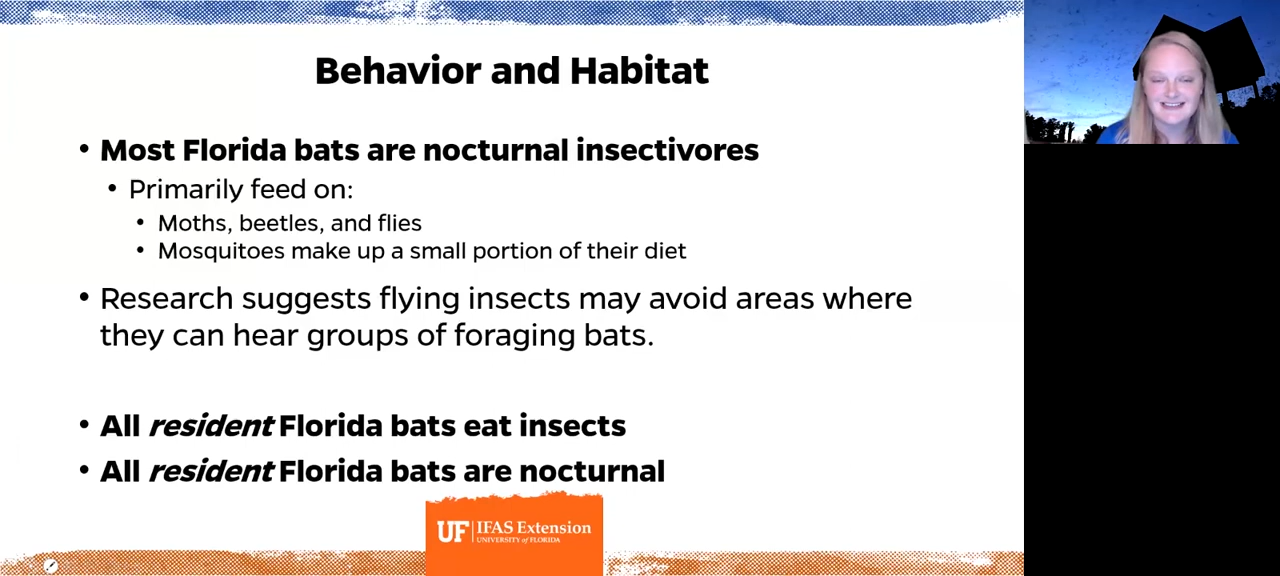 Behavior and Habitat
• Most Florida bats are nocturnal insectivores
• Primarily feed on:
• Moths, beetles, and flies
• Mosquitoes make up a small portion of their diet
• Research suggests flying insects may avoid areas where
they can hear groups of foraging bats.
• All resident Florida bats eat insects
• All resident Florida bats are nocturnal
UF | IFAS Extension
UNIVERSITY of FLORIDA